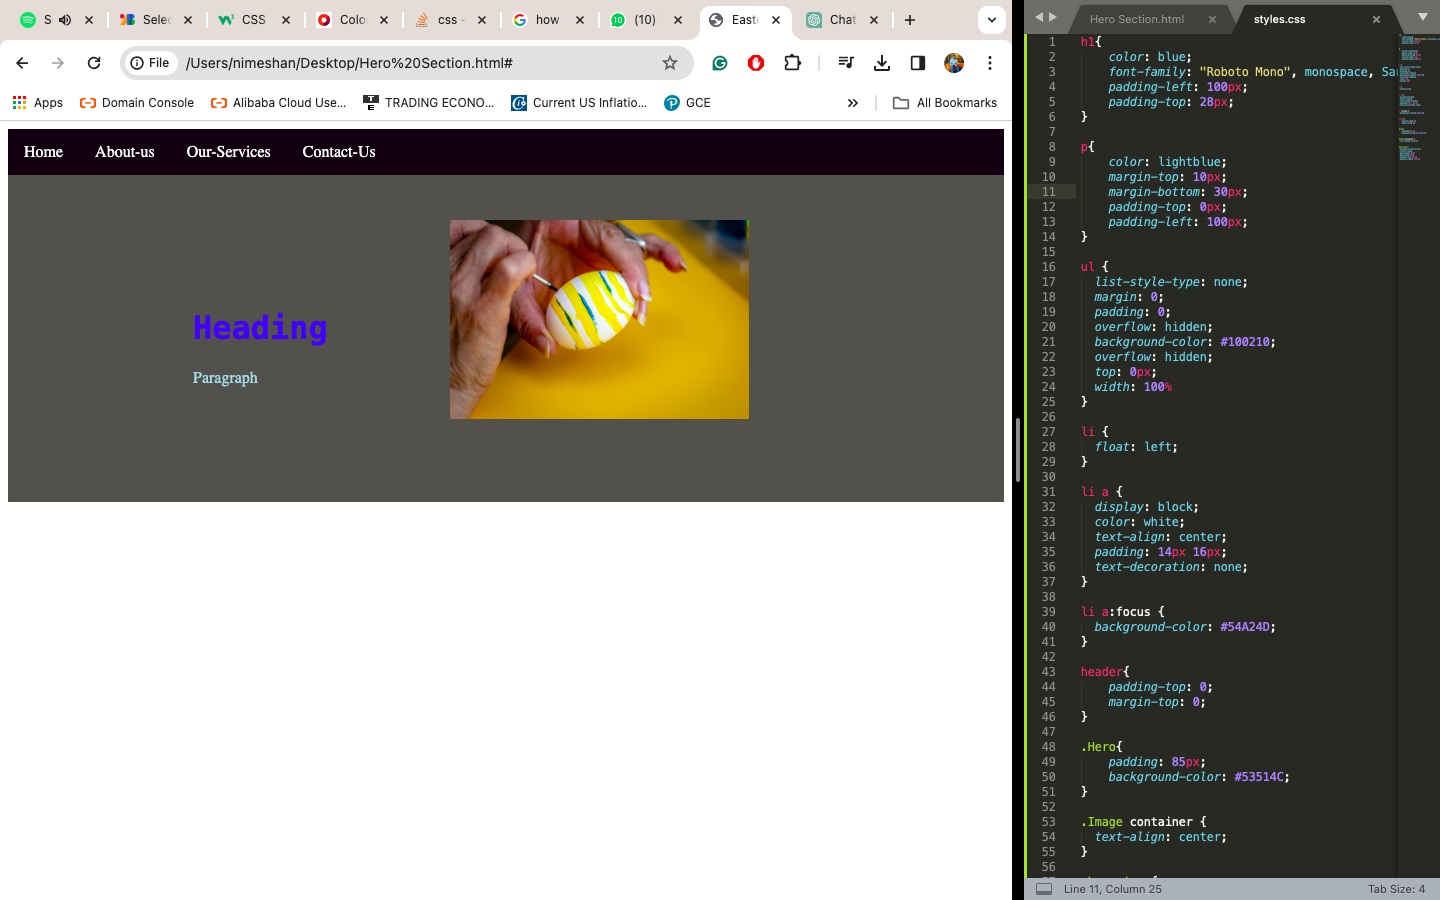 S
Selec
CSS
Colo
css -
how
(10)
Easte
Chat
File
/Users/nimeshan/Desktop/Hero%20Section.html#
Apps
Domain Console
Alibaba Cloud Use...
TRADING ECONO...
Current US Inflatio...
GCE
All Bookmarks
Home About-us Our-Services Contact-Us
Heading
Paragraph
Hero Section.html
styles.css
1 h1{
2 color: blue;
3 font-family: "Roboto Mono", monospace, Sa
4 padding-left: 100px;
5 padding-top: 28px;
6 }
7
8 p{
9 color: lightblue;
10 margin-top: 10px;
11 margin-bottom: 30px;
12 padding-top: 0px;
13 padding-left: 100px;
14 }
15
16 ul {
17 list-style-type: none;
18 margin: 0;
19 padding: 0;
20 overflow: hidden;
21 background-color: #100210;
22 overflow: hidden;
23 top: 0px;
24 width: 100%
25 }
26
27 li {
28 float: left;
29 }
30
31 li a {
32 display: block;
33 color: white;
34 text-align: center;
35 padding: 14px 16px;
36 text-decoration: none;
37 }
38
39 li a:focus {
40 background-color: #54A24D;
41 }
42
43 header{
44 padding-top: 0;
45 margin-top: 0;
46 }
47
48 .Hero{
49 padding: 85px;
50 background-color: #53514C;
51 }
52
53 .Image container {
54 text-align: center;
55 }
56
Line 11, Column 25
Tab Size: 4